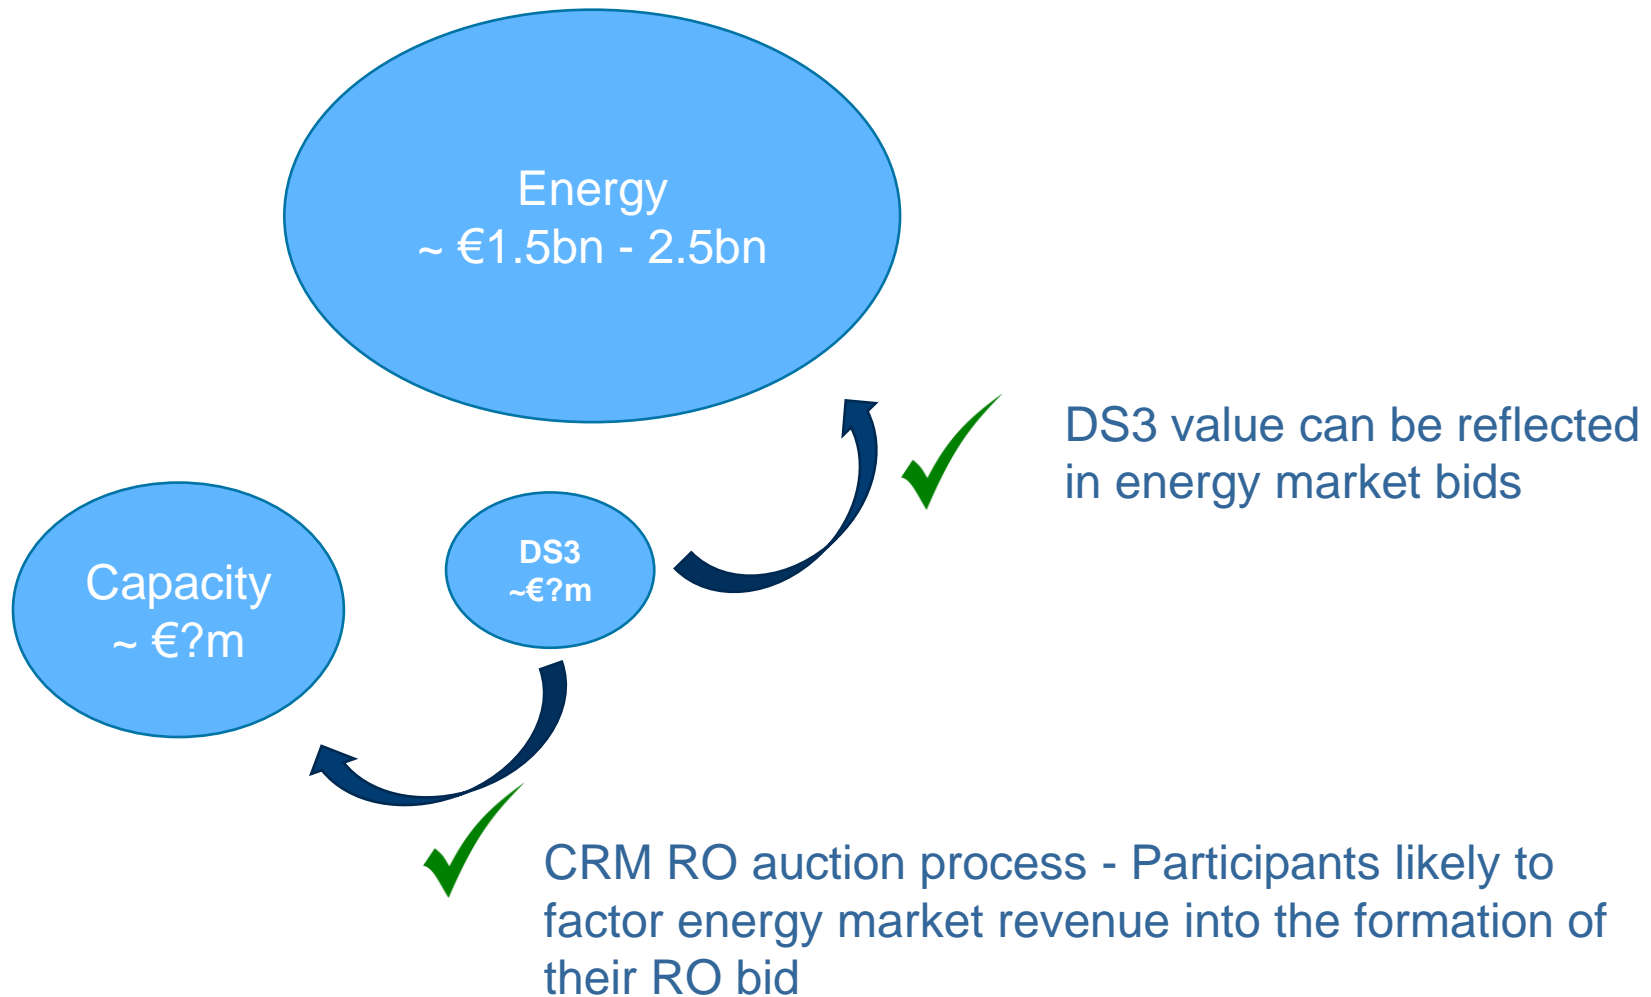 Energy
~ €1.5bn - 2.5bn
DS3 value can be reflected
in energy market bids
DS3
~€?m
Capacity
~ €?m
CRM RO auction process - Participants likely to
factor energy market revenue into the formation of
their RO bid